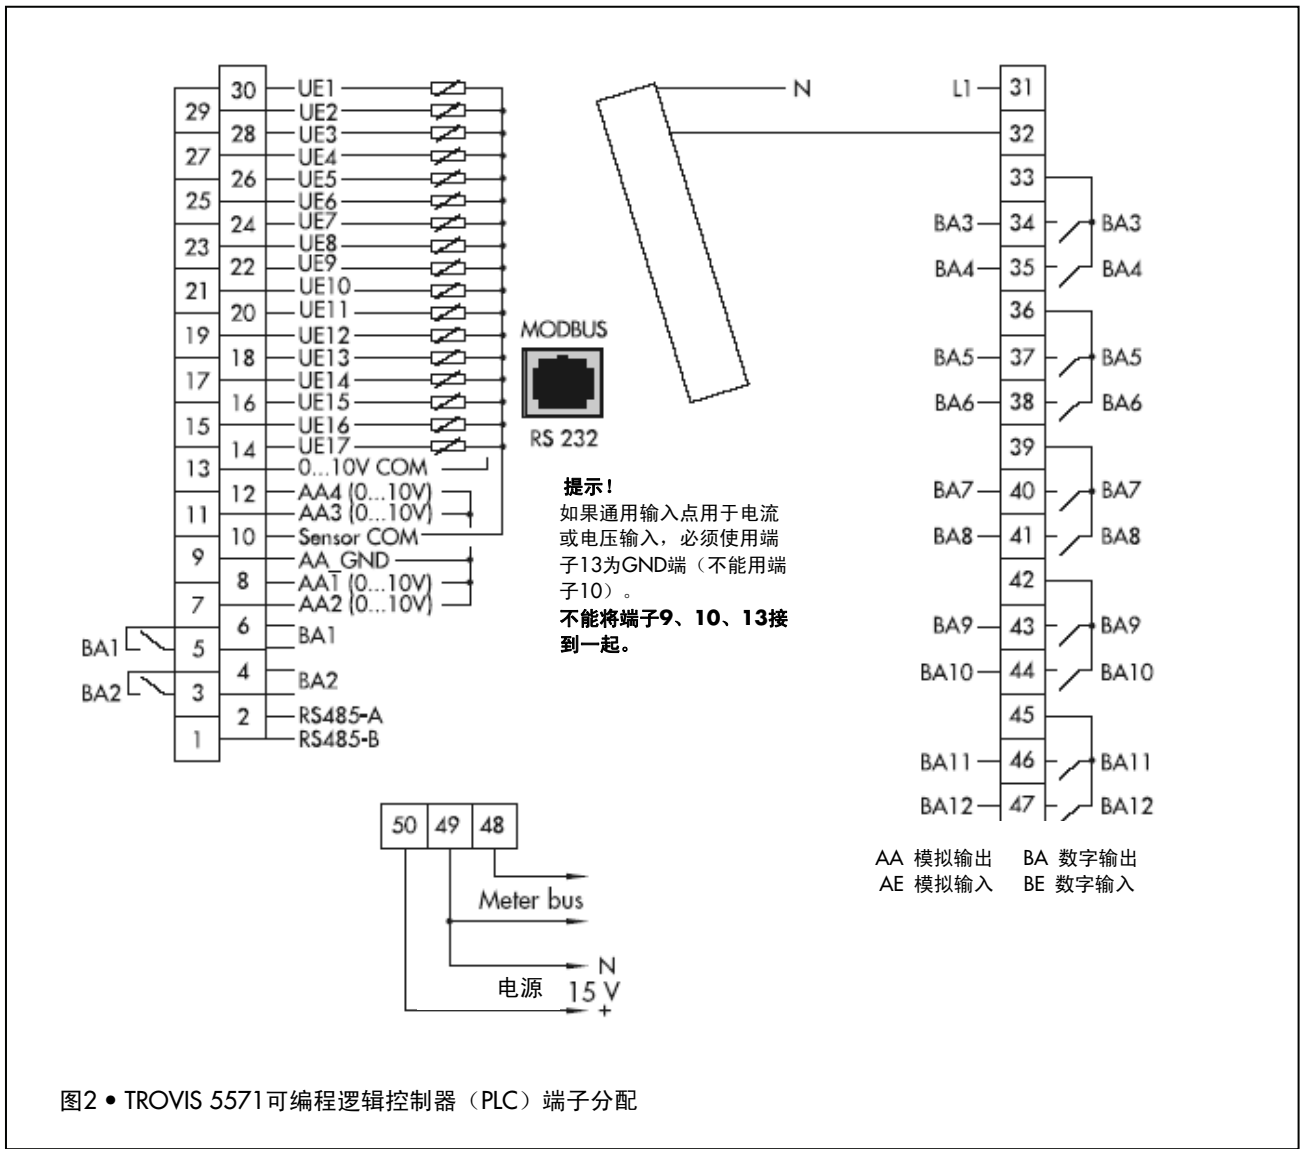 30 UE1
29 UE2
28 UE3
27 UE4
26 UE5
25 UE6
24 UE7
23 UE8
22 UE9
21 UE10
20 UE11
19 UE12
18 UE13
17 UE14
16 UE15
15 UE16
14 UE17
13 0...10V COM
12 AA4 (0...10V)
11 AA3 (0...10V)
10 Sensor COM
9 AA_GND
8 AA1 (0...10V)
7 AA2 (0...10V)
6 BA1
BA1 5
4 BA2
BA2 3
2 RS485-A
1 RS485-B
MODBUS
RS 232
提示！
如果通用输入点用于电流
或电压输入，必须使用端
子13为GND端（不能用端
子10）。
不能将端子9、10、13接
到一起。
N L1 31
32
33
BA3 34 BA3
BA4 35 BA4
36
BA5 37 BA5
BA6 38 BA6
39
BA7 40 BA7
BA8 41 BA8
42
BA9 43 BA9
BA10 44 BA10
45
BA11 46 BA11
BA12 47 BA12
50 49 48
Meter bus
N
电源 15 V
+
AA 模拟输出 BA 数字输出
AE 模拟输入 BE 数字输入
图2 • TROVIS 5571可编程逻辑控制器（PLC）端子分配